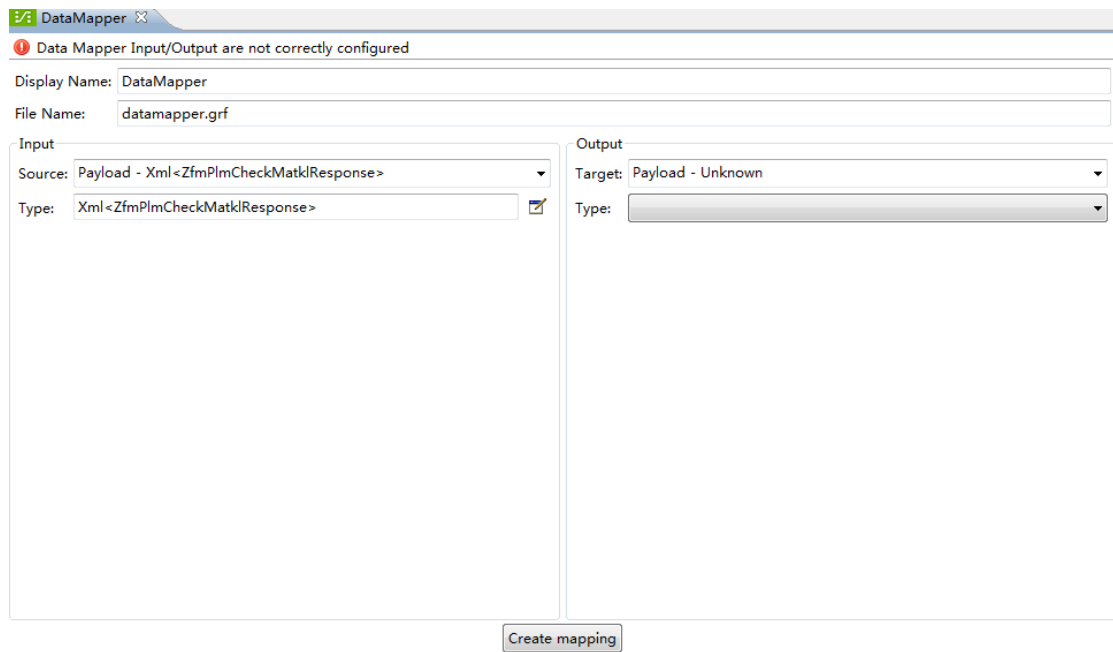 DataMapper
Data Mapper Input/Output are not correctly configured
Display Name: DataMapper
File Name: datamapper.grf
Input
Source: Payload - Xml<ZfmPlmCheckMatklResponse>
Type: Xml<ZfmPlmCheckMatklResponse>
Output
Target: Payload - Unknown
Type:
Create mapping